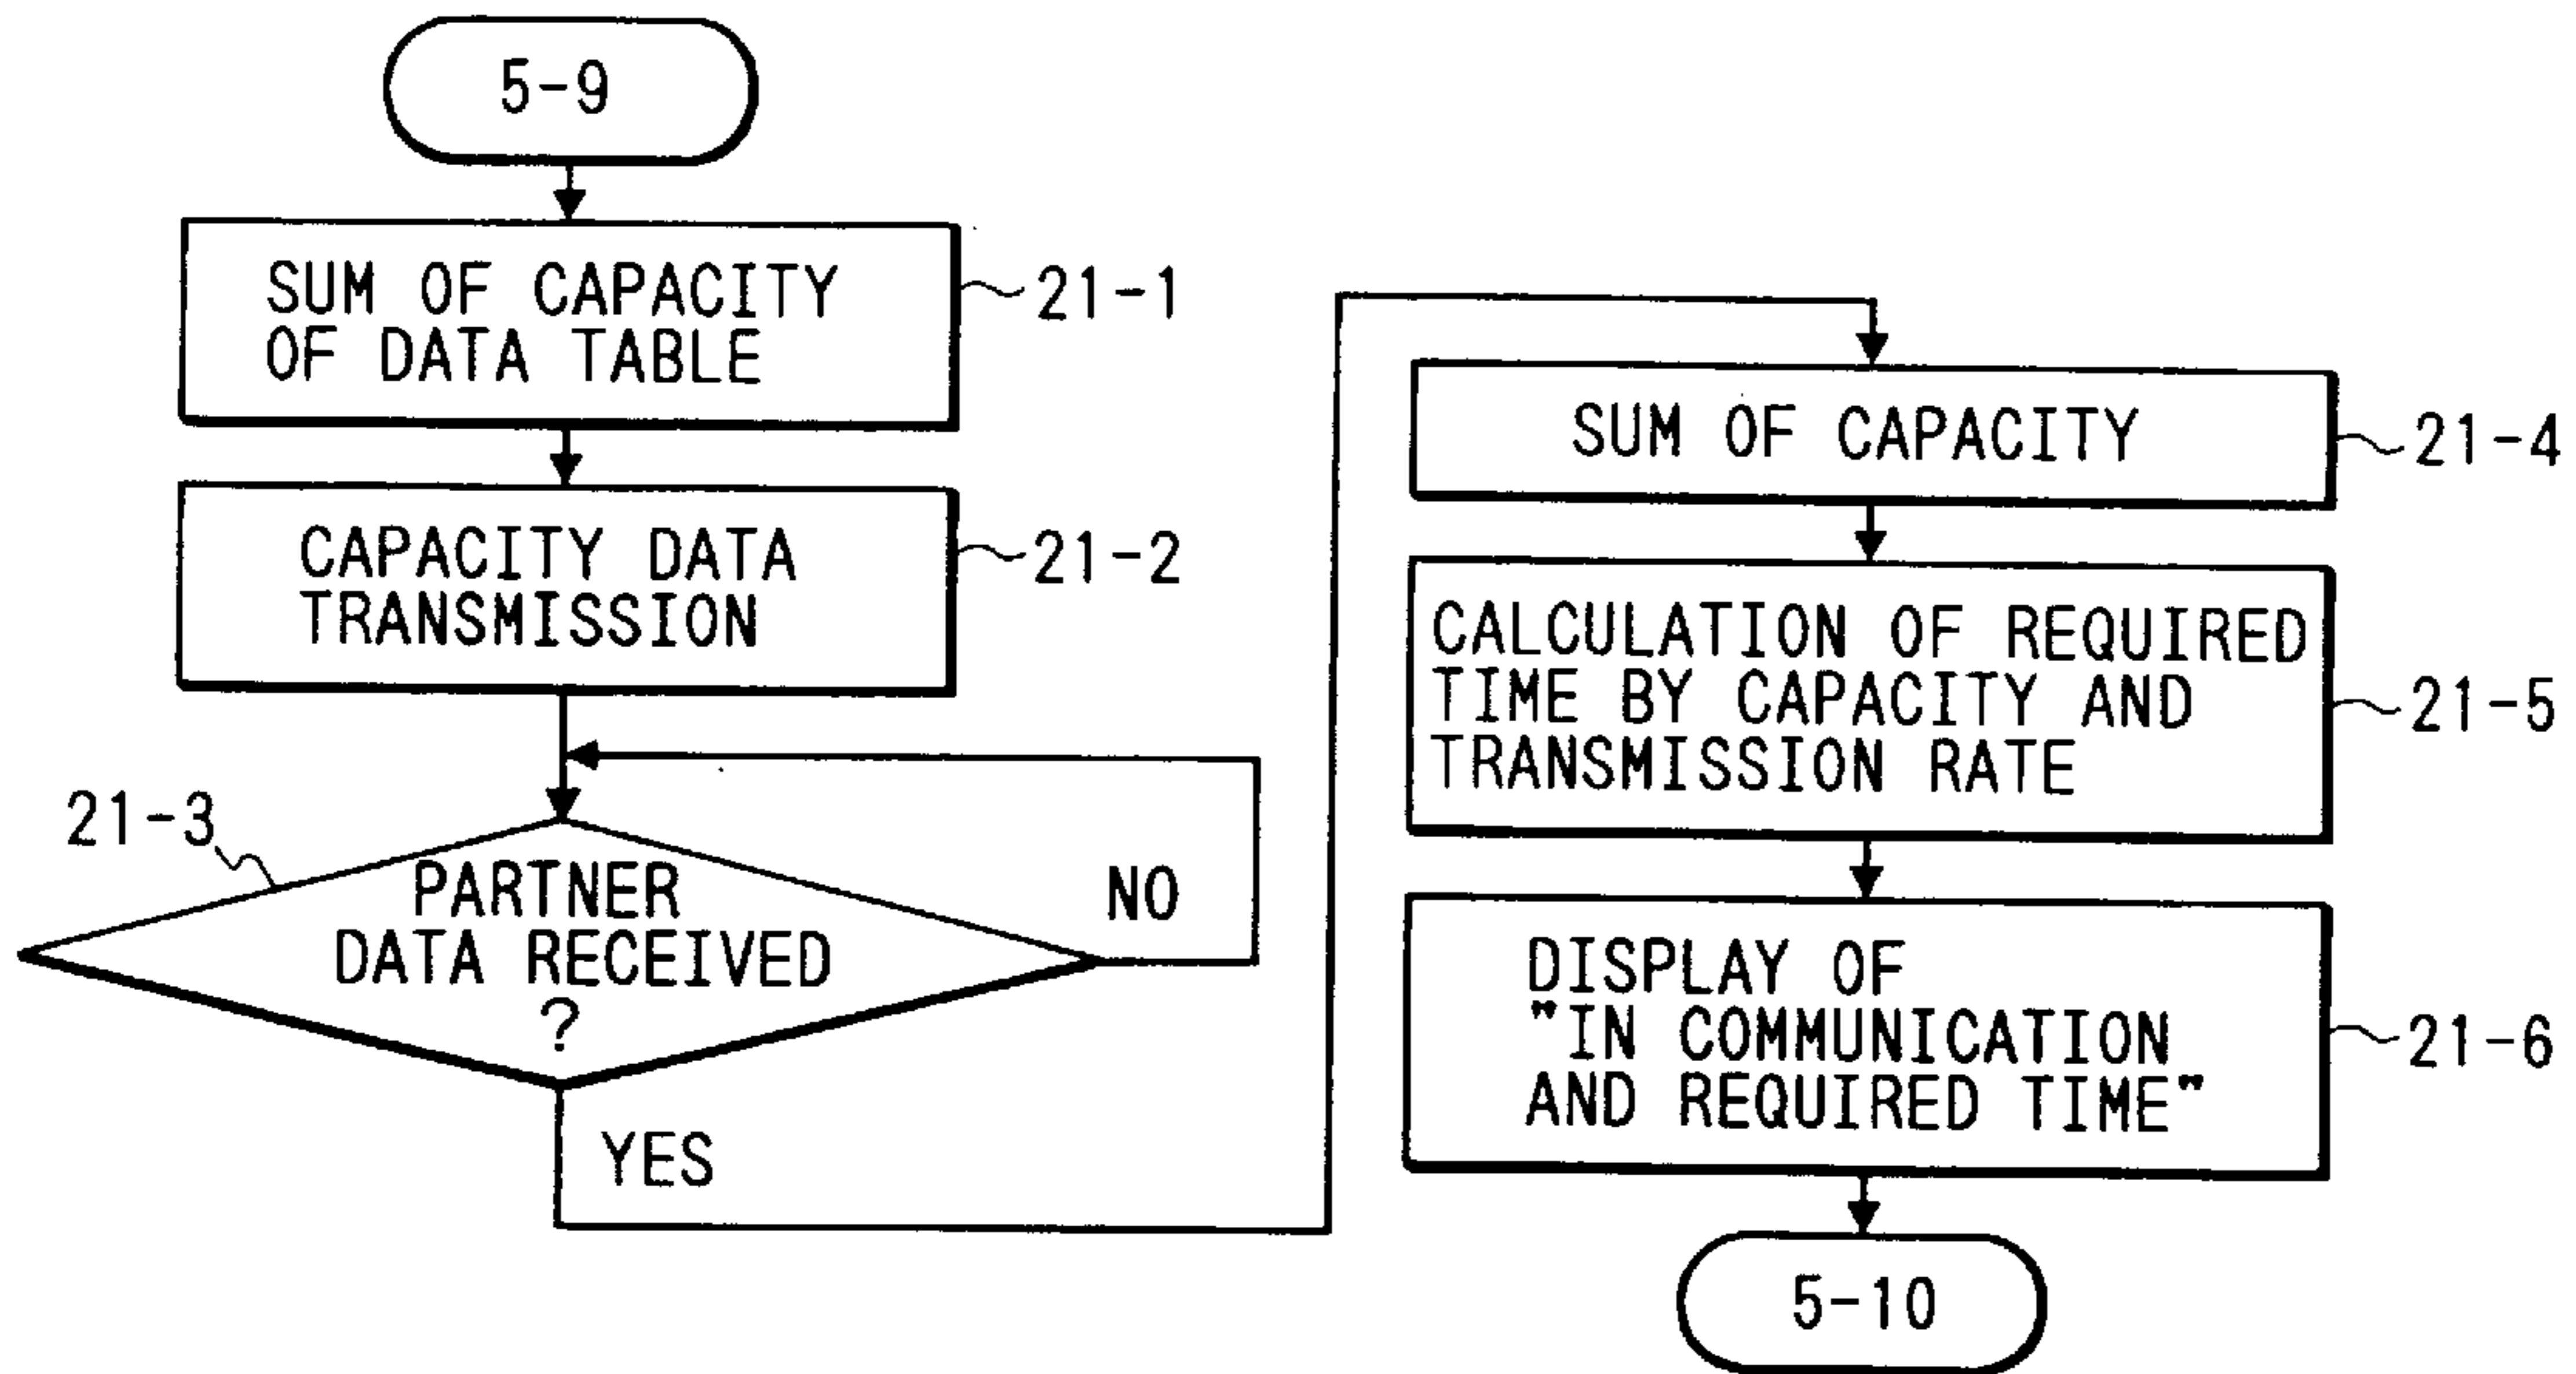 5-9
SUM OF CAPACITY
OF DATA TABLE
21-1
CAPACITY DATA
TRANSMISSION
21-2
21-3
PARTNER
DATA RECEIVED
?
NO
YES
SUM OF CAPACITY
21-4
CALCULATION OF REQUIRED
TIME BY CAPACITY AND
TRANSMISSION RATE
21-5
DISPLAY OF
"IN COMMUNICATION
AND REQUIRED TIME"
21-6
5-10